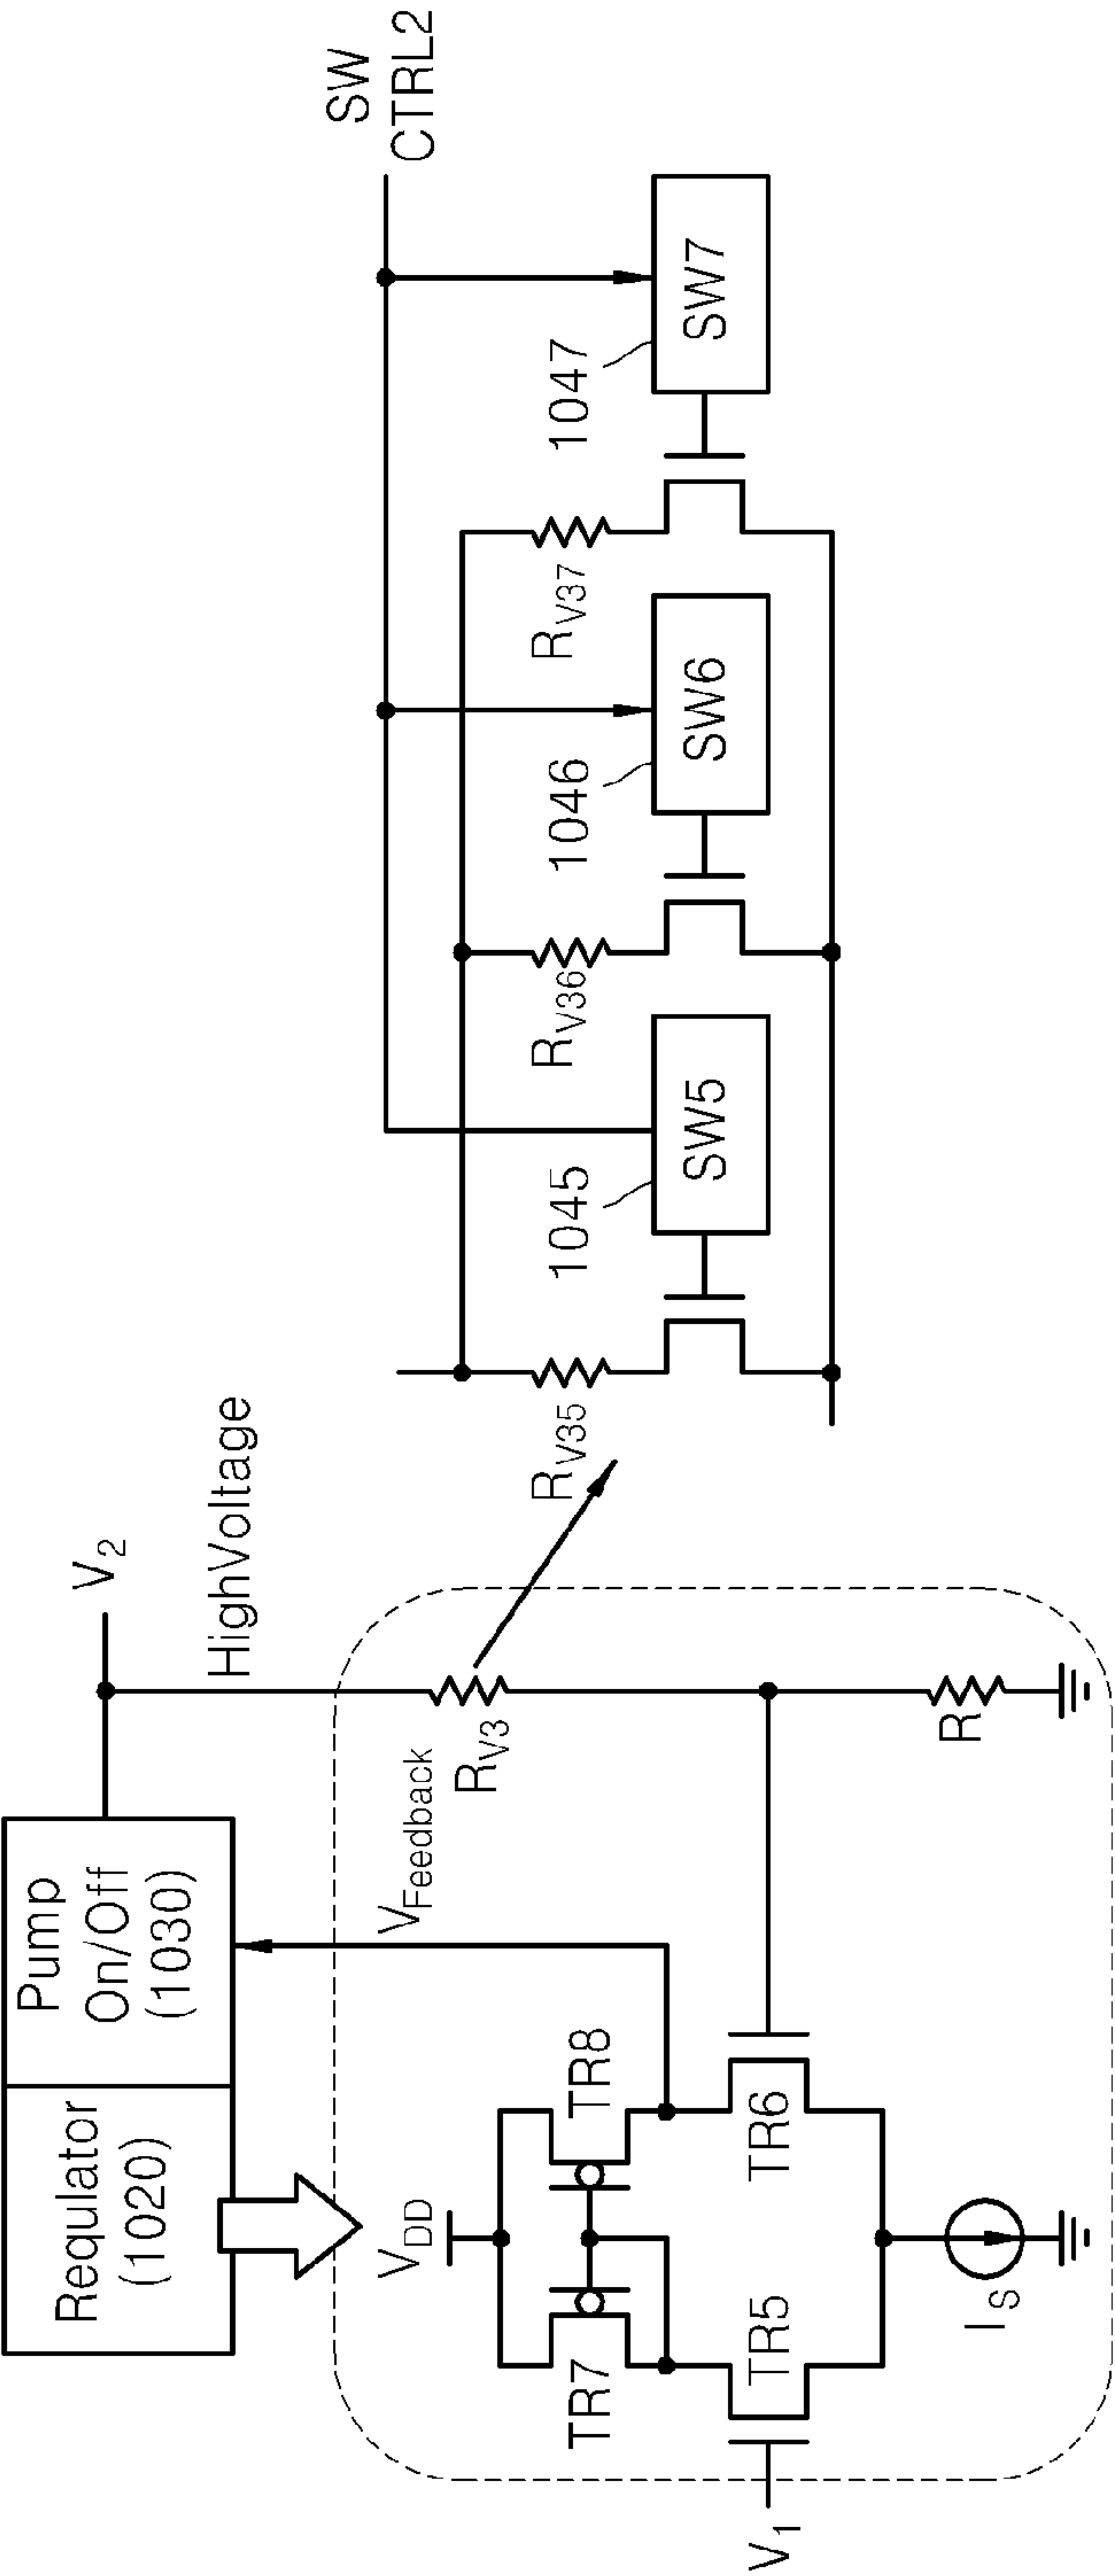 Requlator
(1020)
Pump
On/Off
(1030)
V2
HighVoltage
SW
CTRL2
VDD
VFeedback
TR7
TR8
RV3
RV35
1045
RV36
1046
RV37
1047
SW5
SW6
SW7
V1
TR5
TR6
IS
R